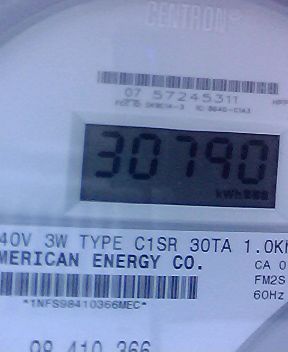 CENTRON®
07 57245311
30790
kWh
40V 3W TYPE C1SR 30TA 1.0K
MERICAN ENERGY CO.
CA 0
FM2S
60Hz
*1NFS98410366MEC*
98 410 366